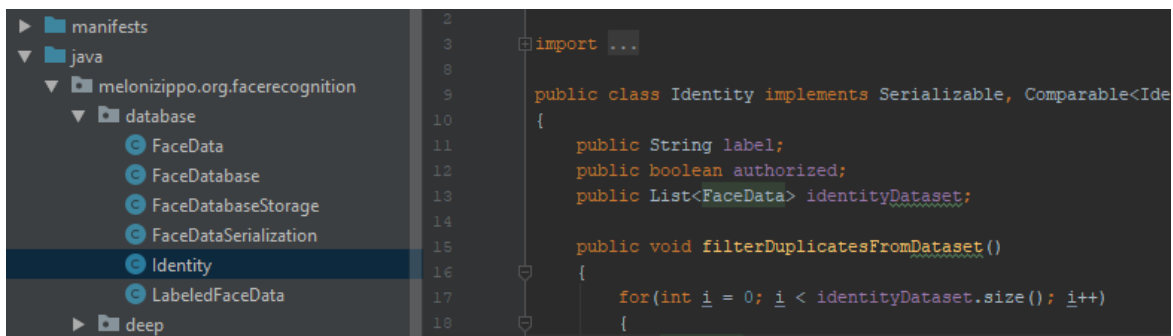 manifests
java
melonizippo.org.facerecognition
database
FaceData
FaceDatabase
FaceDatabaseStorage
FaceDataSerialization
Identity
LabeledFaceData
deep
2
3 import ...
8
9 public class Identity implements Serializable, Comparable<Ide
10 {
11 public String label;
12 public boolean authorized;
13 public List<FaceData> identityDataset;
14
15 public void filterDuplicatesFromDataset()
16 {
17 for(int i = 0; i < identityDataset.size(); i++)
18 {